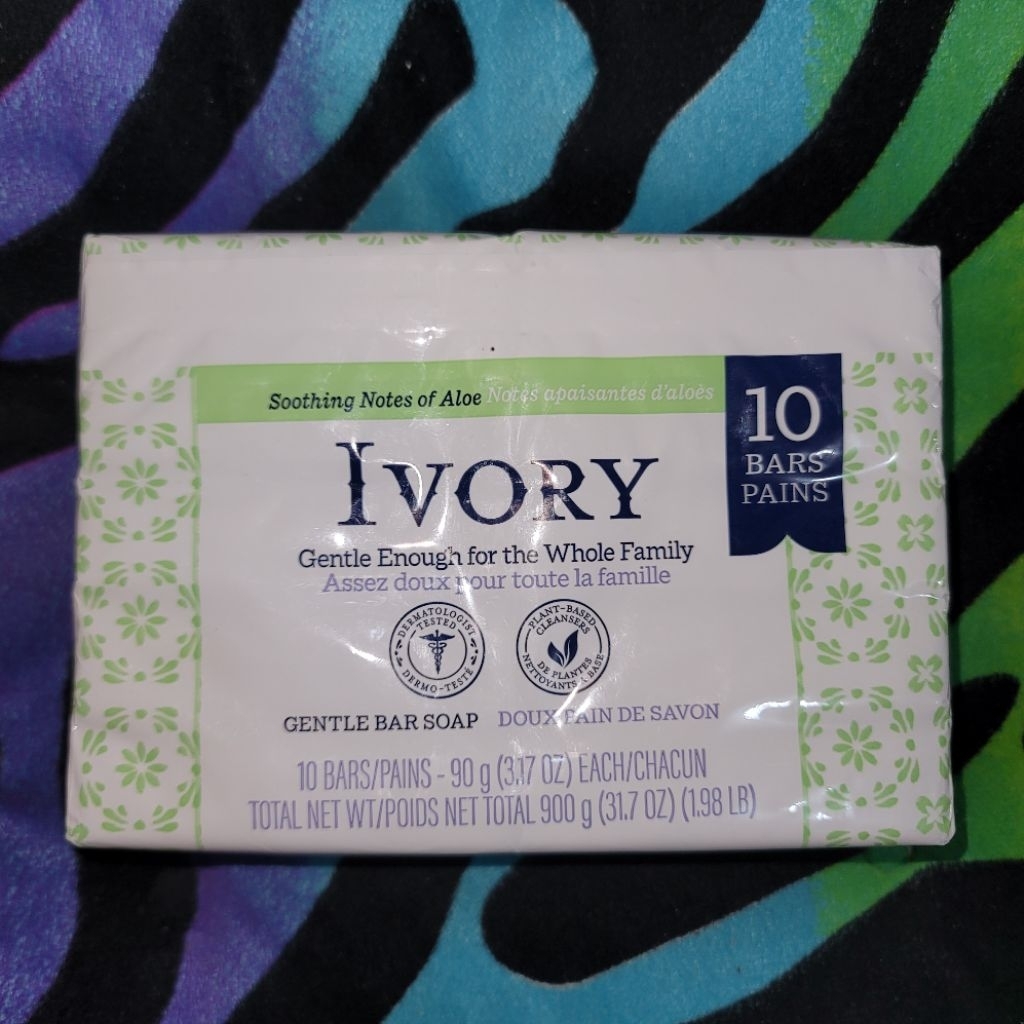 Soothing Notes of Aloe Notes apaisantes d'aloès
10
BARS
PAINS
IVORY
Gentle Enough for the Whole Family
Assez doux pour toute la famille
DERMATOLOGIST
TESTED
DERMO-TESTÉ
PLANT-BASED
CLEANSERS
NETTOYANTS À BASE
DE PLANTES
GENTLE BAR SOAP DOUX PAIN DE SAVON
10 BARS/PAINS - 90 g (3.17 OZ) EACH/CHACUN
TOTAL NET WT/POIDS NET TOTAL 900 g (31.7 OZ) (1.98 LB)